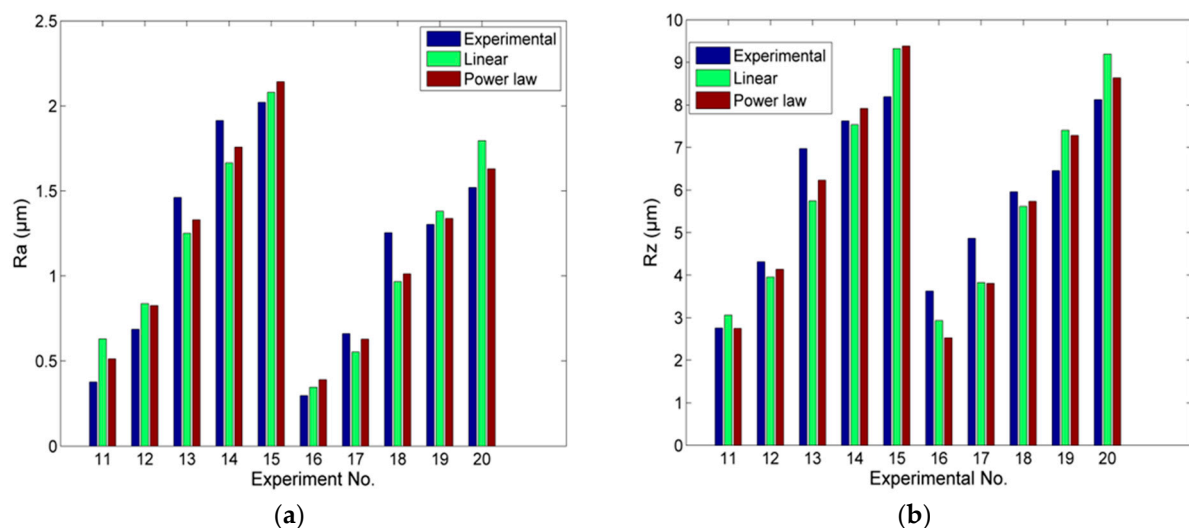 2.5
2
1.5
1
0.5
0
Ra (μm)
Experimental
Linear
Power law
11 12 13 14 15 16 17 18 19 20
Experiment No.
(a)
10
9
8
7
6
5
4
3
2
1
0
Rz (μm)
Experimental
Linear
Power law
11 12 13 14 15 16 17 18 19 20
Experimental No.
(b)